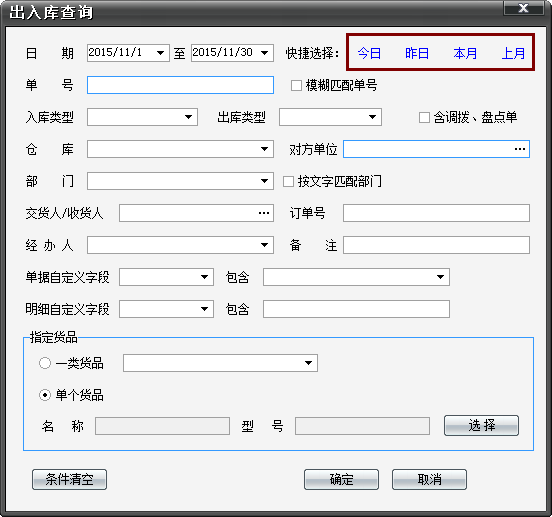 出入库查询
日 期 2015/11/1 至 2015/11/30 快捷选择: 今日 昨日 本月 上月
单 号 模糊匹配单号
入库类型 出库类型 含调拨、盘点单
仓 库 对方单位 ...
部 门 按文字匹配部门
交货人/收货人 ... 订单号
经 办 人 备 注
单据自定义字段 包含
明细自定义字段 包含
指定货品
一类货品
单个货品
名 称 型 号 选 择
条件清空 确定 取消